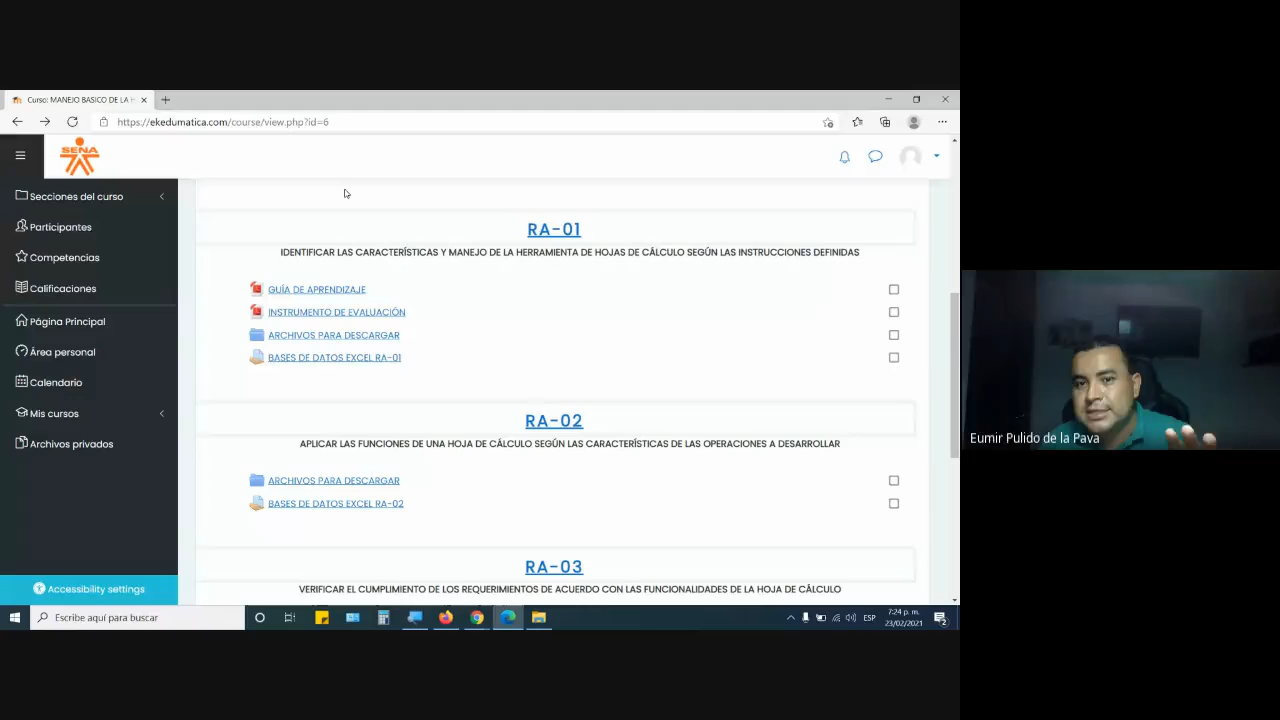 Curso: MANEJO BASICO DE LA H
https://ekedumatica.com/course/view.php?id=6
SENA
Secciones del curso
Participantes
Competencias
Calificaciones
Página Principal
Área personal
Calendario
Mis cursos
Archivos privados
Accessibility settings
RA-01
IDENTIFICAR LAS CARACTERÍSTICAS Y MANEJO DE LA HERRAMIENTA DE HOJAS DE CÁLCULO SEGÚN LAS INSTRUCCIONES DEFINIDAS
GUÍA DE APRENDIZAJE
INSTRUMENTO DE EVALUACIÓN
ARCHIVOS PARA DESCARGAR
BASES DE DATOS EXCEL RA-01
RA-02
APLICAR LAS FUNCIONES DE UNA HOJA DE CÁLCULO SEGÚN LAS CARACTERÍSTICAS DE LAS OPERACIONES A DESARROLLAR
ARCHIVOS PARA DESCARGAR
BASES DE DATOS EXCEL RA-02
RA-03
VERIFICAR EL CUMPLIMIENTO DE LOS REQUERIMIENTOS DE ACUERDO CON LAS FUNCIONALIDADES DE LA HOJA DE CÁLCULO
Escribe aquí para buscar
ESP
7:24 p. m.
23/02/2021
2
Eumir Pulido de la Pava